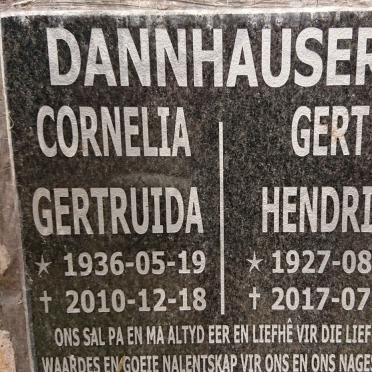 DANNHAUSER
CORNELIA GERT
GERTRUIDA HENDRI
★ 1936-05-19 ★ 1927-08
✝ 2010-12-18 ✝ 2017-07
ONS SAL PA EN MA ALTYD EER EN LIEFHÊ VIR DIE LIEF
WAARDES EN GOEIE NALENTSKAP VIR ONS EN ONS NAGES